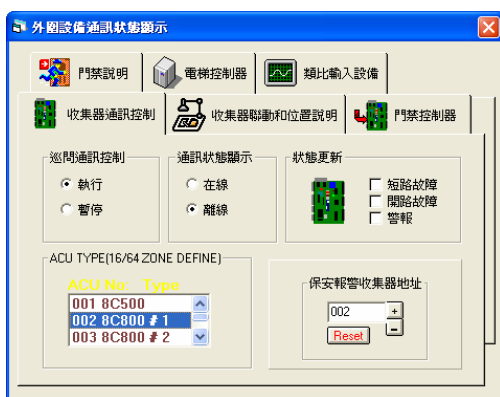 外圍設備通訊狀態顯示
門禁説明
電梯控制器
類比輸入設備
收集器通訊控制
收集器聯動和位置説明
門禁控制器
巡問通訊控制
執行
暫停
通訊狀態顯示
在線
離線
狀態更新
短路故障
開路故障
警報
ACU TYPE(16/64 ZONE DEFINE)
ACU No. Type
001 8C500
002 8C800 # 1
003 8C800 # 2
保安報警收集器地址
002
+
-
Reset